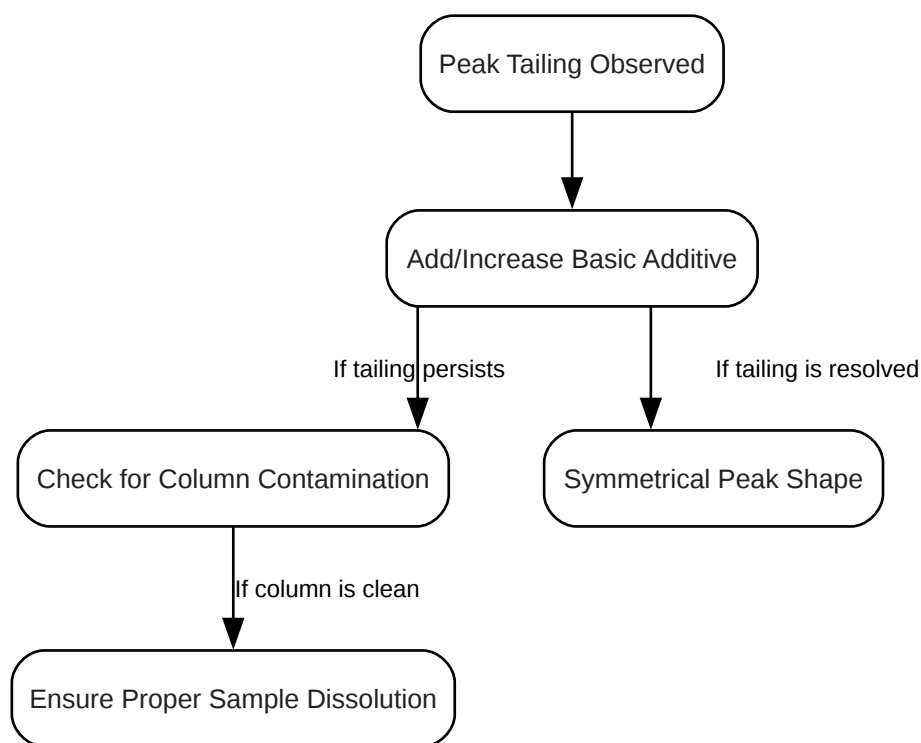 Peak Tailing Observed
Add/Increase Basic Additive
If tailing persists
If tailing is resolved
Check for Column Contamination
Symmetrical Peak Shape
If column is clean
Ensure Proper Sample Dissolution